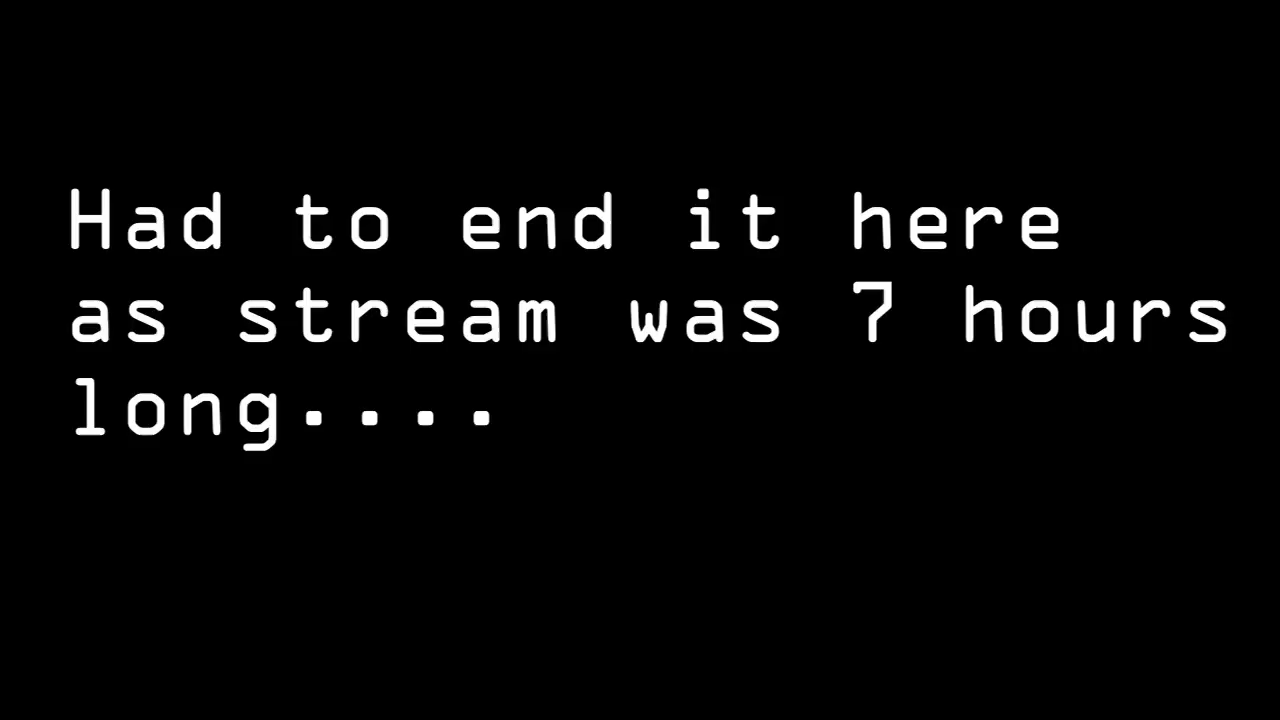 Had to end it here
as stream was 7 hours
long....